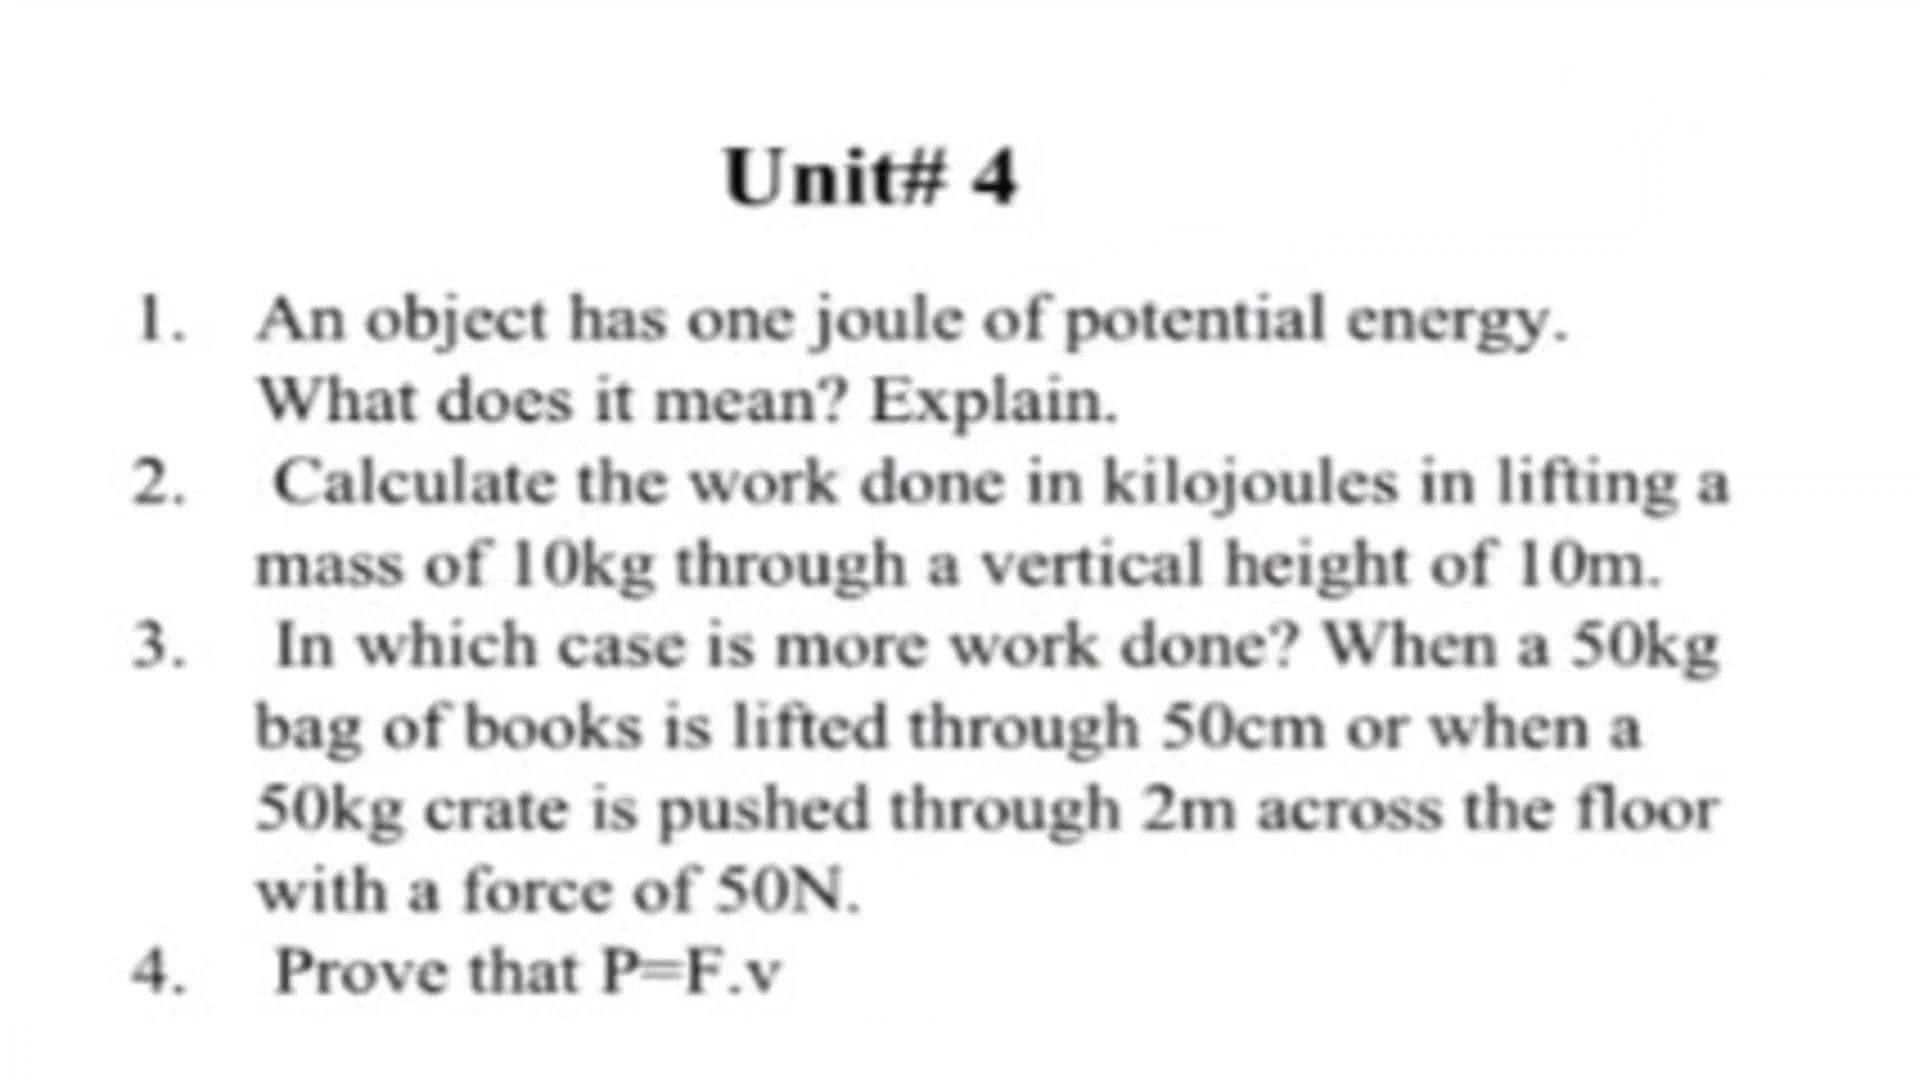 Unit# 4
1. An object has one joule of potential energy.
What does it mean? Explain.
2. Calculate the work done in kilojoules in lifting a
mass of 10kg through a vertical height of 10m.
3. In which case is more work done? When a 50kg
bag of books is lifted through 50cm or when a
50kg crate is pushed through 2m across the floor
with a force of 50N.
4. Prove that P=F.v